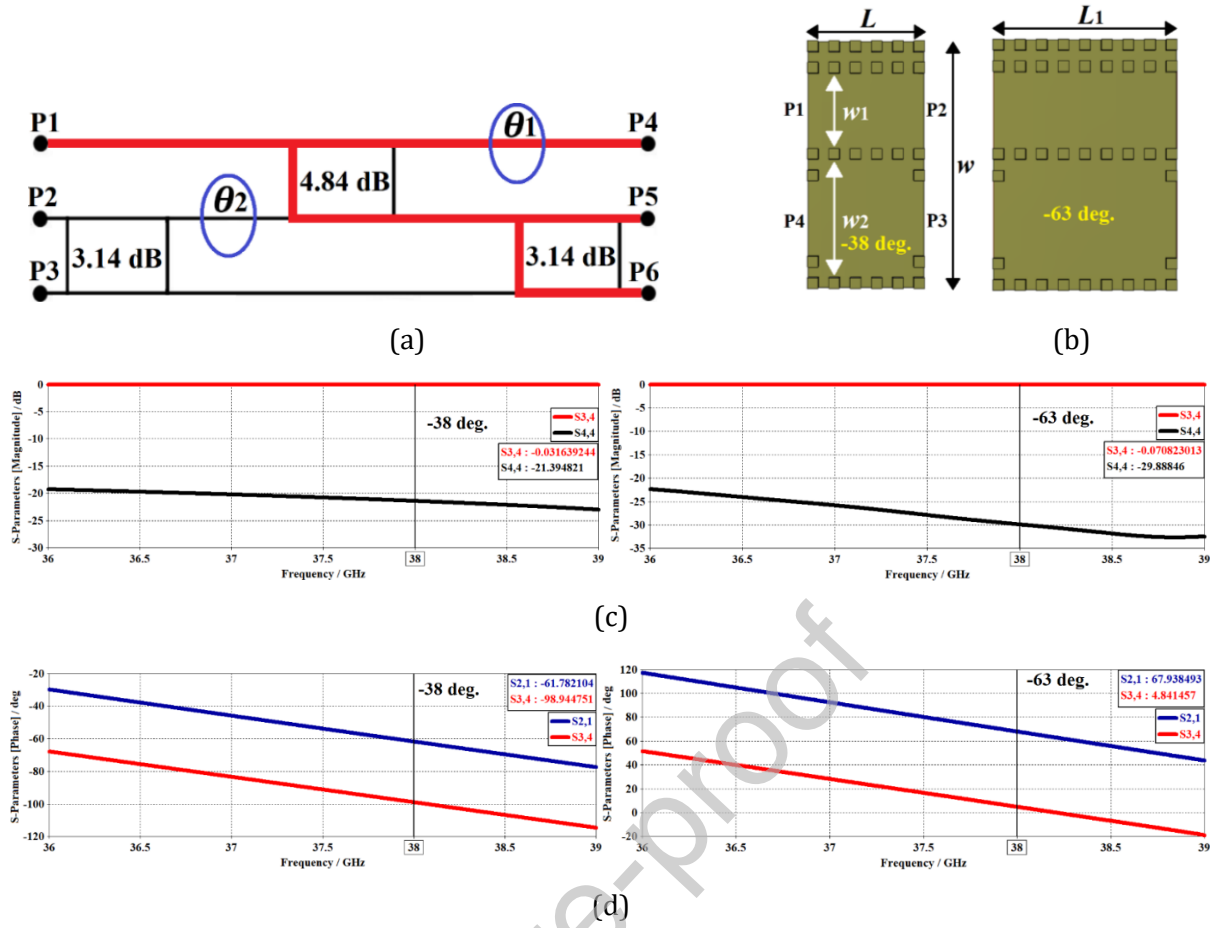 P1
θ1
P4
4.84 dB
P2
θ2
P5
3.14 dB
3.14 dB
P3
P6
(a)
L
L1
P1
w1
P2
w
P4
w2
P3
-38 deg.
-63 deg.
(b)
S-Parameters [Magnitude] / dB
0
-5
-10
-15
-20
-25
-30
-38 deg.
S3,4
S4,4
S3,4 : -0.031639244
S4,4 : -21.394821
36
36.5
37
37.5
38
38.5
39
Frequency / GHz
S-Parameters [Magnitude] / dB
0
-5
-10
-15
-20
-25
-30
-35
-63 deg.
S3,4
S4,4
S3,4 : -0.070823013
S4,4 : -29.88846
36
36.5
37
37.5
38
38.5
39
Frequency / GHz
(c)
S-Parameters [Phase] / deg
-20
-40
-60
-80
-100
-120
-38 deg.
S2,1 : -61.782104
S3,4 : -98.944751
S2,1
S3,4
36
36.5
37
37.5
38
38.5
39
Frequency / GHz
S-Parameters [Phase] / deg
120
100
80
60
40
20
0
-20
-63 deg.
S2,1 : 67.938493
S3,4 : 4.841457
S2,1
S3,4
36
36.5
37
37.5
38
38.5
39
Frequency / GHz
(d)
re-proof